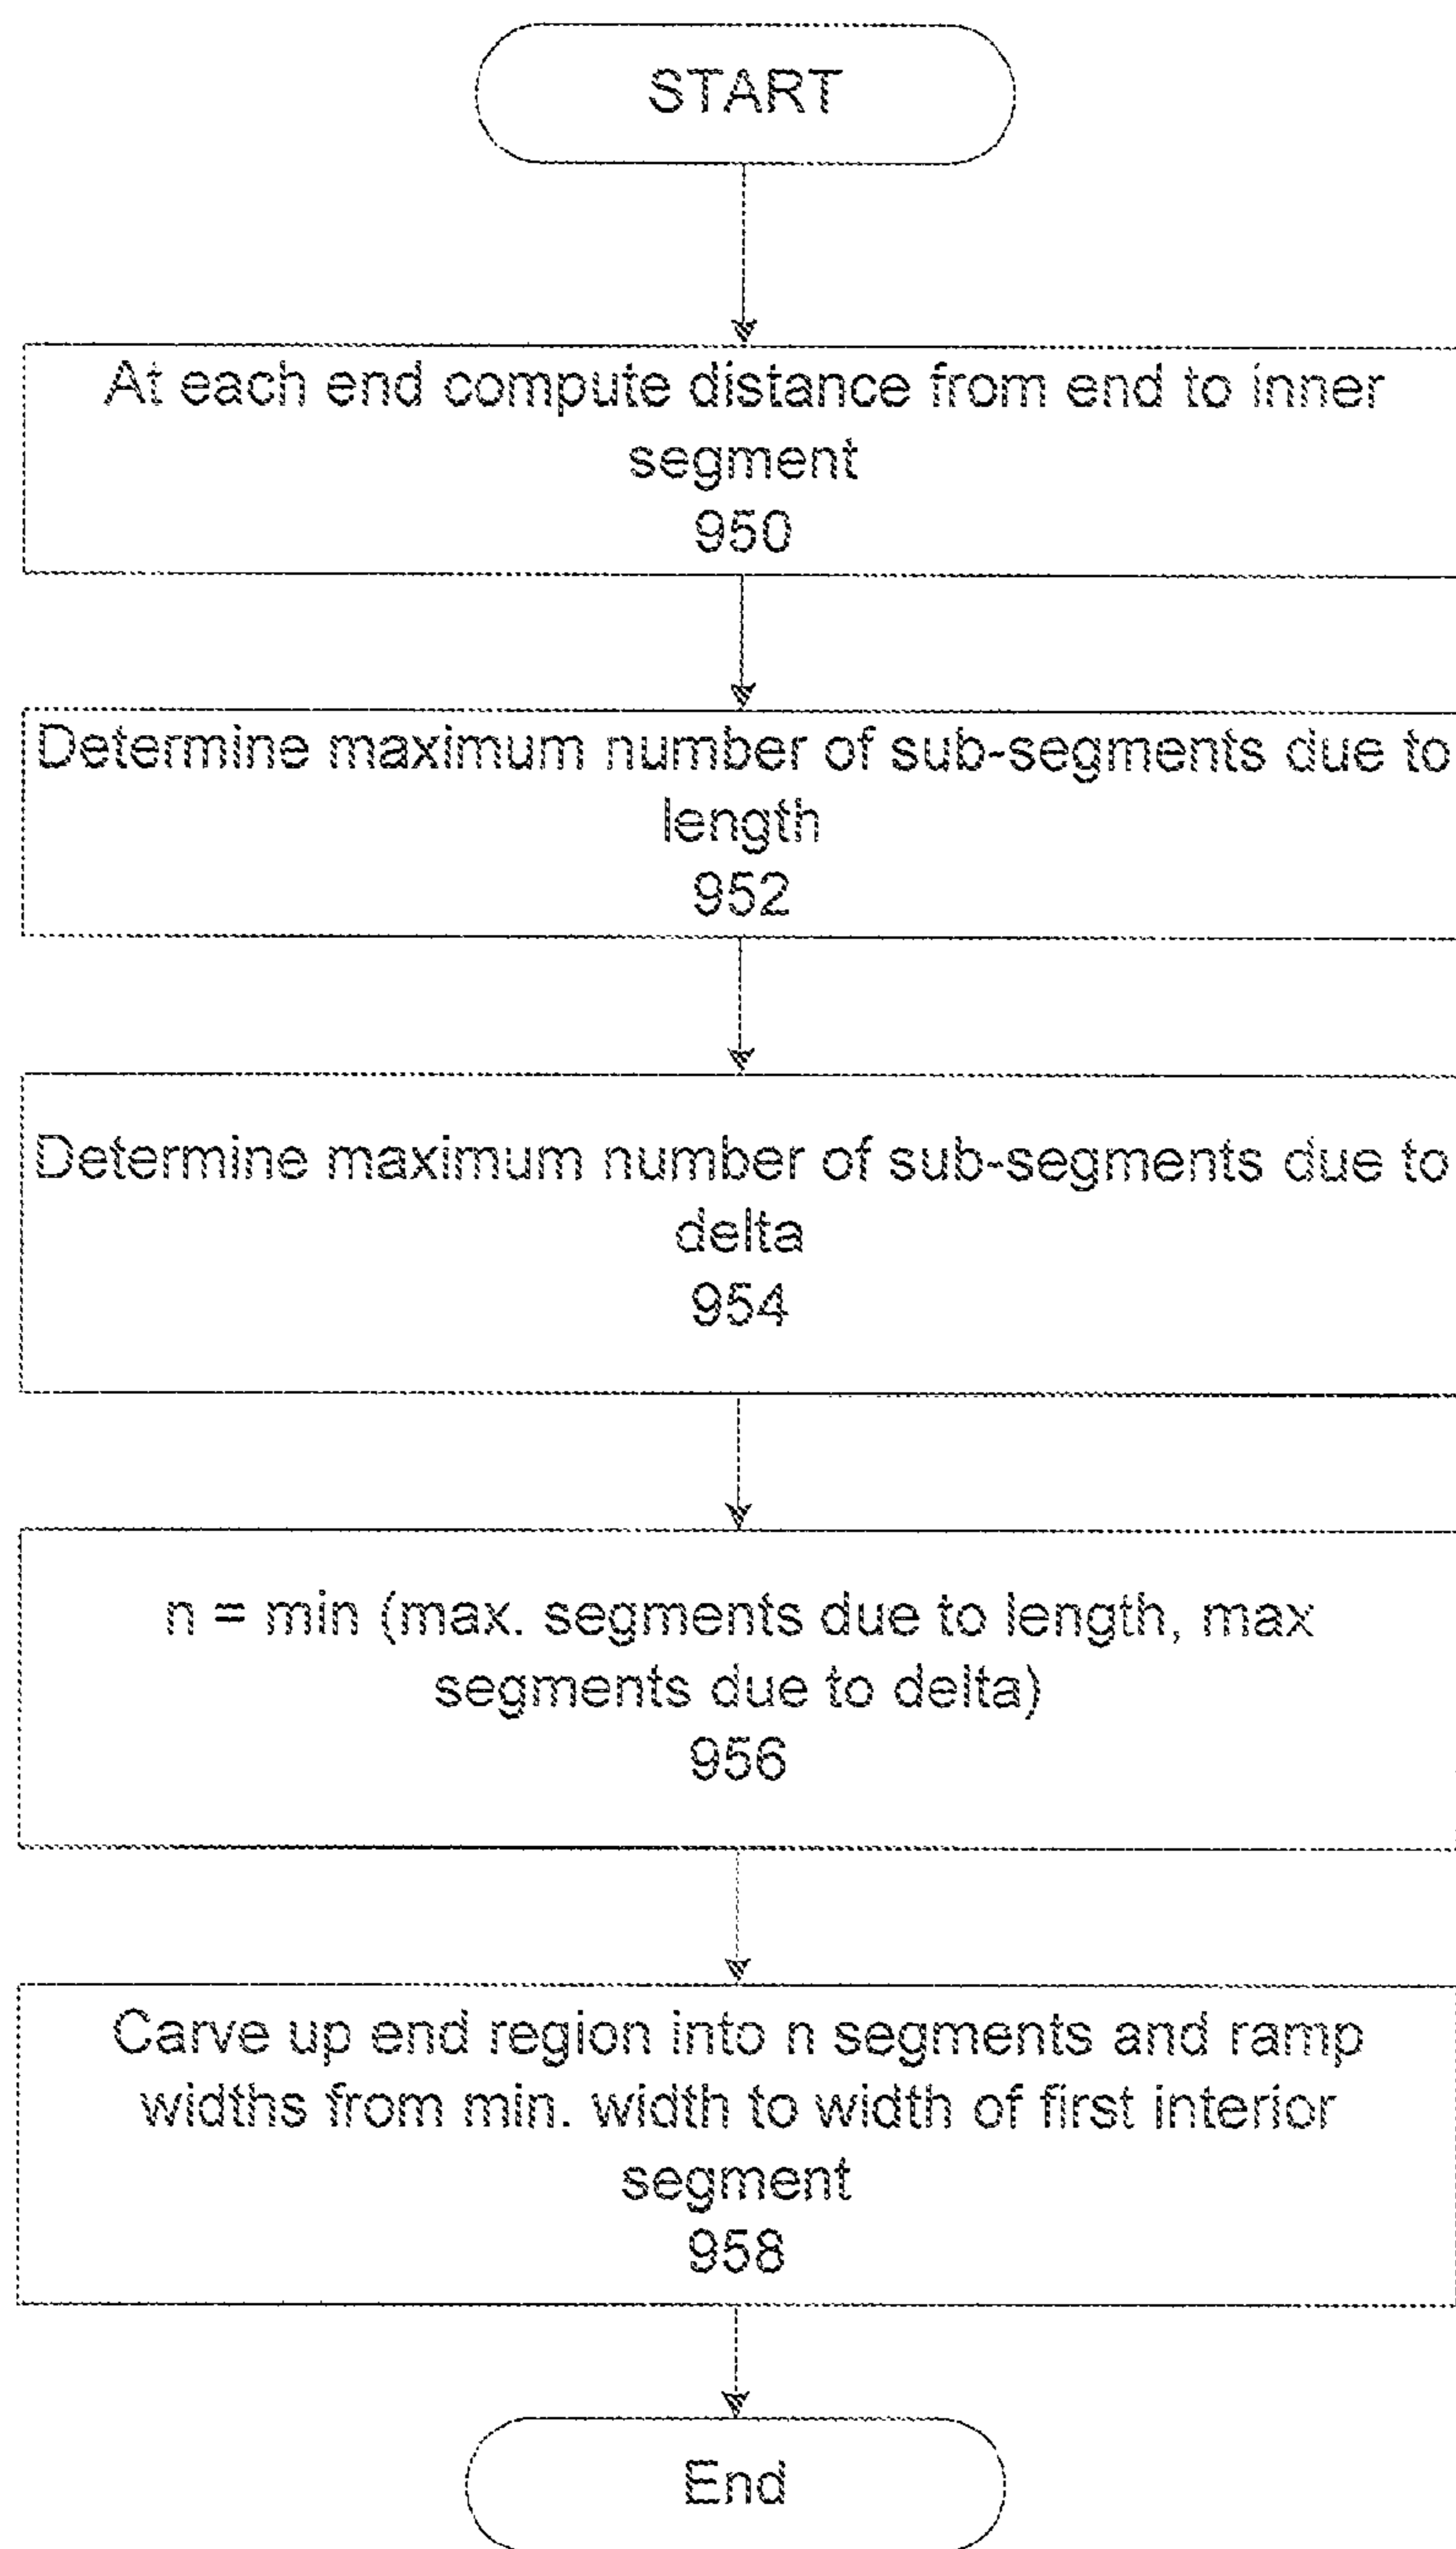 START
At each end compute distance from end to inner
segment
950
Determine maximum number of sub-segments due to
length
952
Determine maximum number of sub-segments due to
delta
954
n = min (max. segments due to length, max
segments due to delta)
956
Carve up end region into n segments and ramp
widths from min. width to width of first interior
segment
958
End